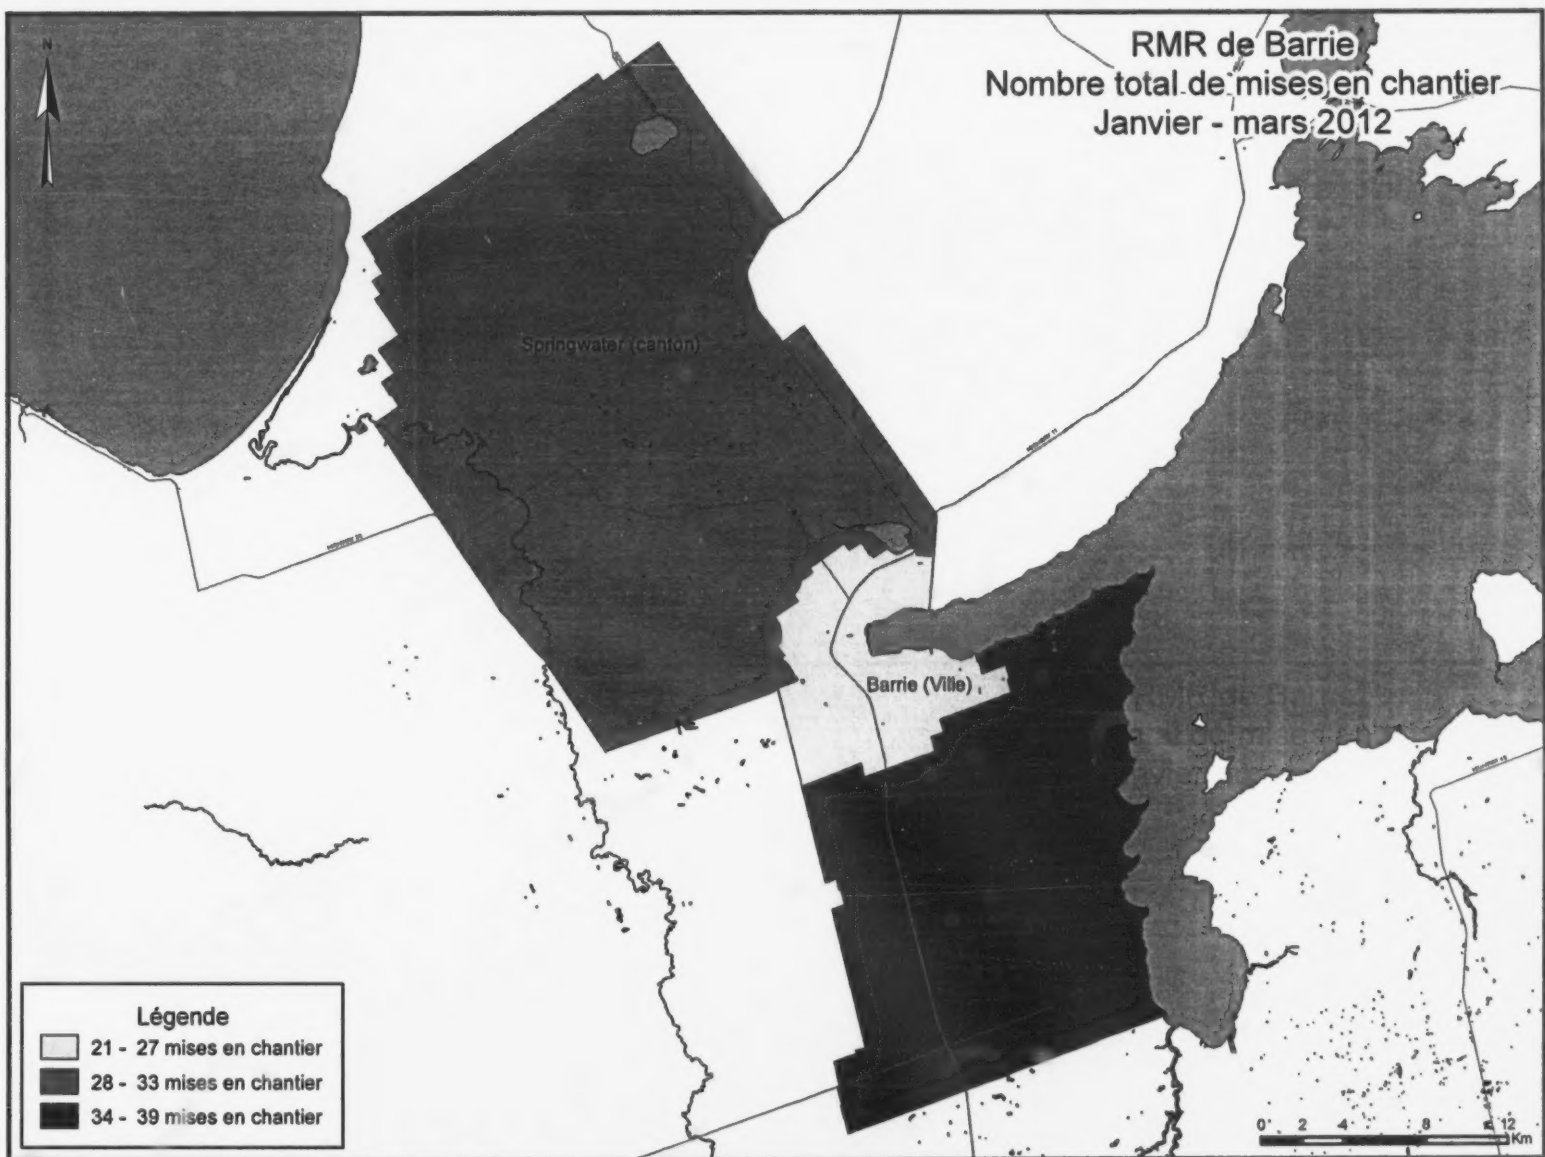 N
RMR de Barrie
Nombre total de mises en chantier
Janvier - mars 2012
Springwater (canton)
HIGHWAY 11
Barrie (Ville)
Légende
21 - 27 mises en chantier
28 - 33 mises en chantier
34 - 39 mises en chantier
0 2 4 8 12
Km